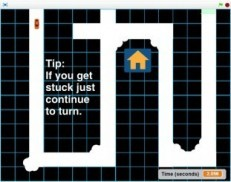 Tip:
If you get
stuck just
continue
to turn.
Time (seconds)